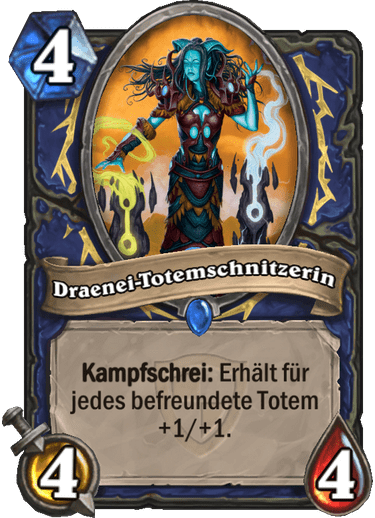 4
Draenei-Totemschnitzerin
Kampfschrei: Erhält für
jedes befreundete Totem
+1/+1.
4
4